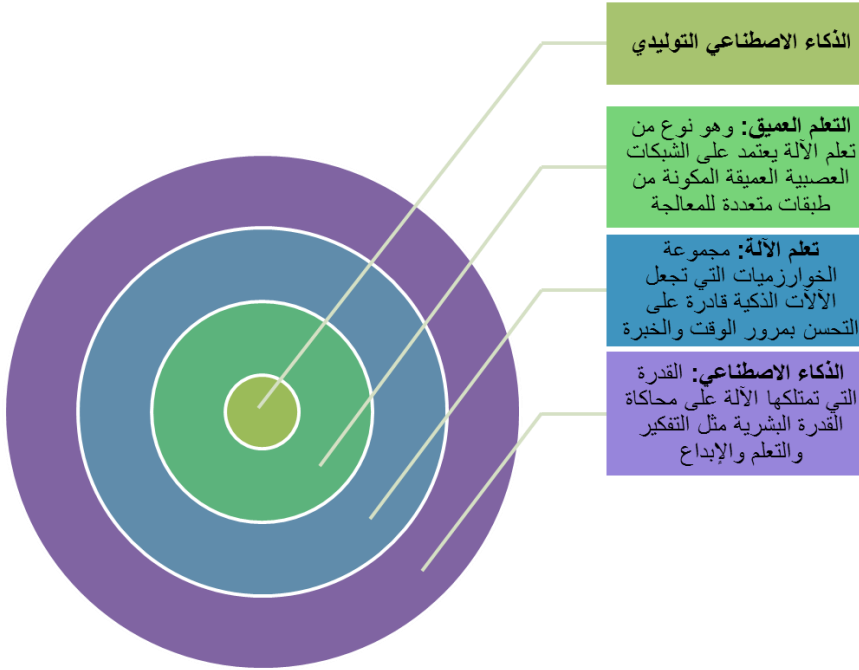 الذكاء الاصطناعي التوليدي
التعلم العميق: وهو نوع من
تعلم الآلة يعتمد على الشبكات
العصبية العميقة المكونة من
طبقات متعددة للمعالجة
تعلم الآلة: مجموعة
الخوارزميات التي تجعل
الآلآت الذكية قادرة على
التحسن بمرور الوقت والخبرة
الذكاء الاصطناعي: القدرة
التي تمتلكها الآلة على محاكاة
القدرة البشرية مثل التفكير
والتعلم والإبداع